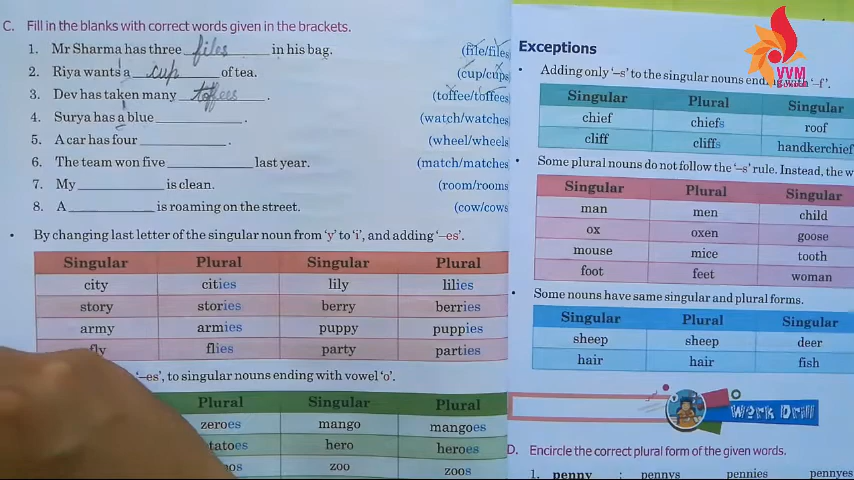 C. Fill in the blanks with correct words given in the brackets.
1. Mr Sharma has three files in his bag. (file/files
2. Riya wants a cup of tea. (cup/cups
3. Dev has taken many toffees. (toffee/toffees
4. Surya has a blue ________. (watch/watches
5. A car has four ________. (wheel/wheels
6. The team won five ________ last year. (match/matches
7. My ________ is clean. (room/rooms
8. A ________ is roaming on the street. (cow/cows
• By changing last letter of the singular noun from 'y' to 'i', and adding '–es'.
Singular Plural Singular Plural
city cities lily lilies
story stories berry berries
army armies puppy puppies
fly flies party parties
'–es', to singular nouns ending with vowel 'o'.
Plural Singular Plural
zeroes mango mangoes
tatoes hero heroes
zoo zoos
Exceptions
• Adding only '–s' to the singular nouns ending with '–f'.
Singular Plural Singular
chief chiefs roof
cliff cliffs handkerchief
• Some plural nouns do not follow the '–s' rule. Instead, the w
Singular Plural Singular
man men child
ox oxen goose
mouse mice tooth
foot feet woman
• Some nouns have same singular and plural forms.
Singular Plural Singular
sheep sheep deer
hair hair fish
Work Drill
D. Encircle the correct plural form of the given words.
1. penny : pennys pennies pennyes
VVM